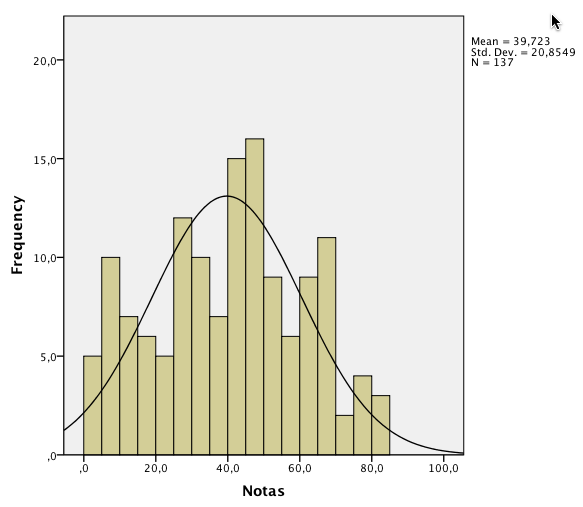 Mean = 39,723
Std. Dev. = 20,8549
N = 137
20,0
15,0
10,0
5,0
,0
Frequency
,0 20,0 40,0 60,0 80,0 100,0
Notas